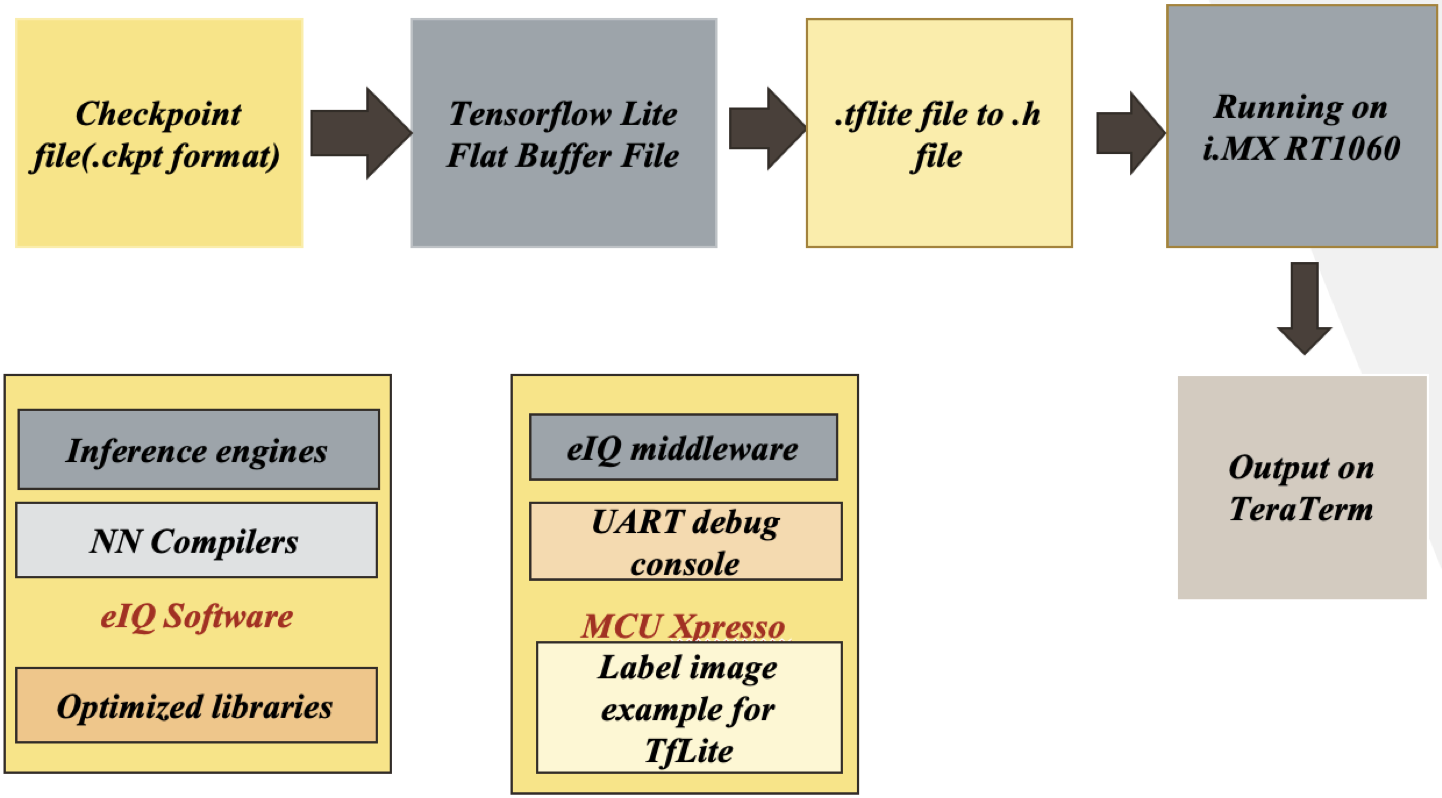 Checkpoint
file(.ckpt format)
Tensorflow Lite
Flat Buffer File
.tflite file to .h
file
Running on
i.MX RT1060
Inference engines
NN Compilers
eIQ Software
Optimized libraries
eIQ middleware
UART debug
console
MCU Xpresso
Label image
example for
TfLite
Output on
TeraTerm